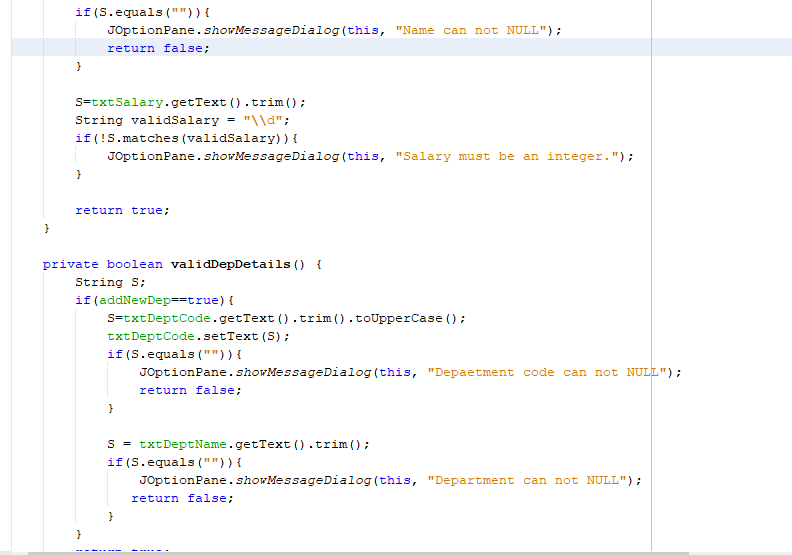 if(S.equals("")){
JOptionPane.showMessageDialog(this, "Name can not NULL");
return false;
}
S=txtSalary.getText().trim();
String validSalary = "\\d";
if(!S.matches(validSalary)){
JOptionPane.showMessageDialog(this, "Salary must be an integer.");
}
return true;
}
private boolean validDepDetails() {
String S;
if(addNewDep==true){
S=txtDeptCode.getText().trim().toUpperCase();
txtDeptCode.setText(S);
if(S.equals("")){
JOptionPane.showMessageDialog(this, "Depaetment code can not NULL");
return false;
}
S = txtDeptName.getText().trim();
if(S.equals("")){
JOptionPane.showMessageDialog(this, "Department can not NULL");
return false;
}
}
return true;